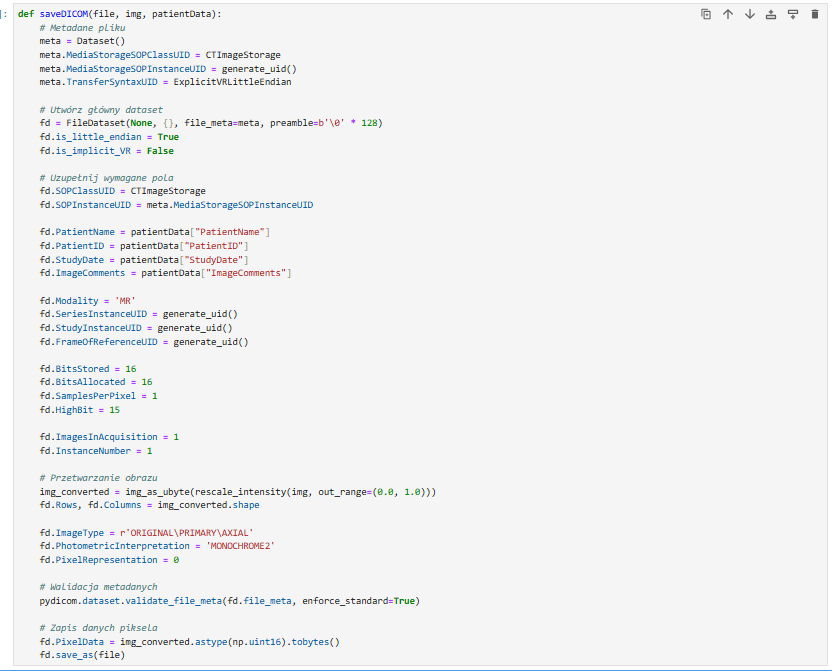 ]:
def saveDICOM(file, img, patientData):
    # Metadane pliku
    meta = Dataset()
    meta.MediaStorageSOPClassUID = CTImageStorage
    meta.MediaStorageSOPInstanceUID = generate_uid()
    meta.TransferSyntaxUID = ExplicitVRLittleEndian

    # Utwórz główny dataset
    fd = FileDataset(None, {}, file_meta=meta, preamble=b'\0' * 128)
    fd.is_little_endian = True
    fd.is_implicit_VR = False

    # Uzupełnij wymagane pola
    fd.SOPClassUID = CTImageStorage
    fd.SOPInstanceUID = meta.MediaStorageSOPInstanceUID

    fd.PatientName = patientData["PatientName"]
    fd.PatientID = patientData["PatientID"]
    fd.StudyDate = patientData["StudyDate"]
    fd.ImageComments = patientData["ImageComments"]

    fd.Modality = 'MR'
    fd.SeriesInstanceUID = generate_uid()
    fd.StudyInstanceUID = generate_uid()
    fd.FrameOfReferenceUID = generate_uid()

    fd.BitsStored = 16
    fd.BitsAllocated = 16
    fd.SamplesPerPixel = 1
    fd.HighBit = 15

    fd.ImagesInAcquisition = 1
    fd.InstanceNumber = 1

    # Przetwarzanie obrazu
    img_converted = img_as_ubyte(rescale_intensity(img, out_range=(0.0, 1.0)))
    fd.Rows, fd.Columns = img_converted.shape

    fd.ImageType = r'ORIGINAL\PRIMARY\AXIAL'
    fd.PhotometricInterpretation = 'MONOCHROME2'
    fd.PixelRepresentation = 0

    # Walidacja metadanych
    pydicom.dataset.validate_file_meta(fd.file_meta, enforce_standard=True)

    # Zapis danych piksela
    fd.PixelData = img_converted.astype(np.uint16).tobytes()
    fd.save_as(file)